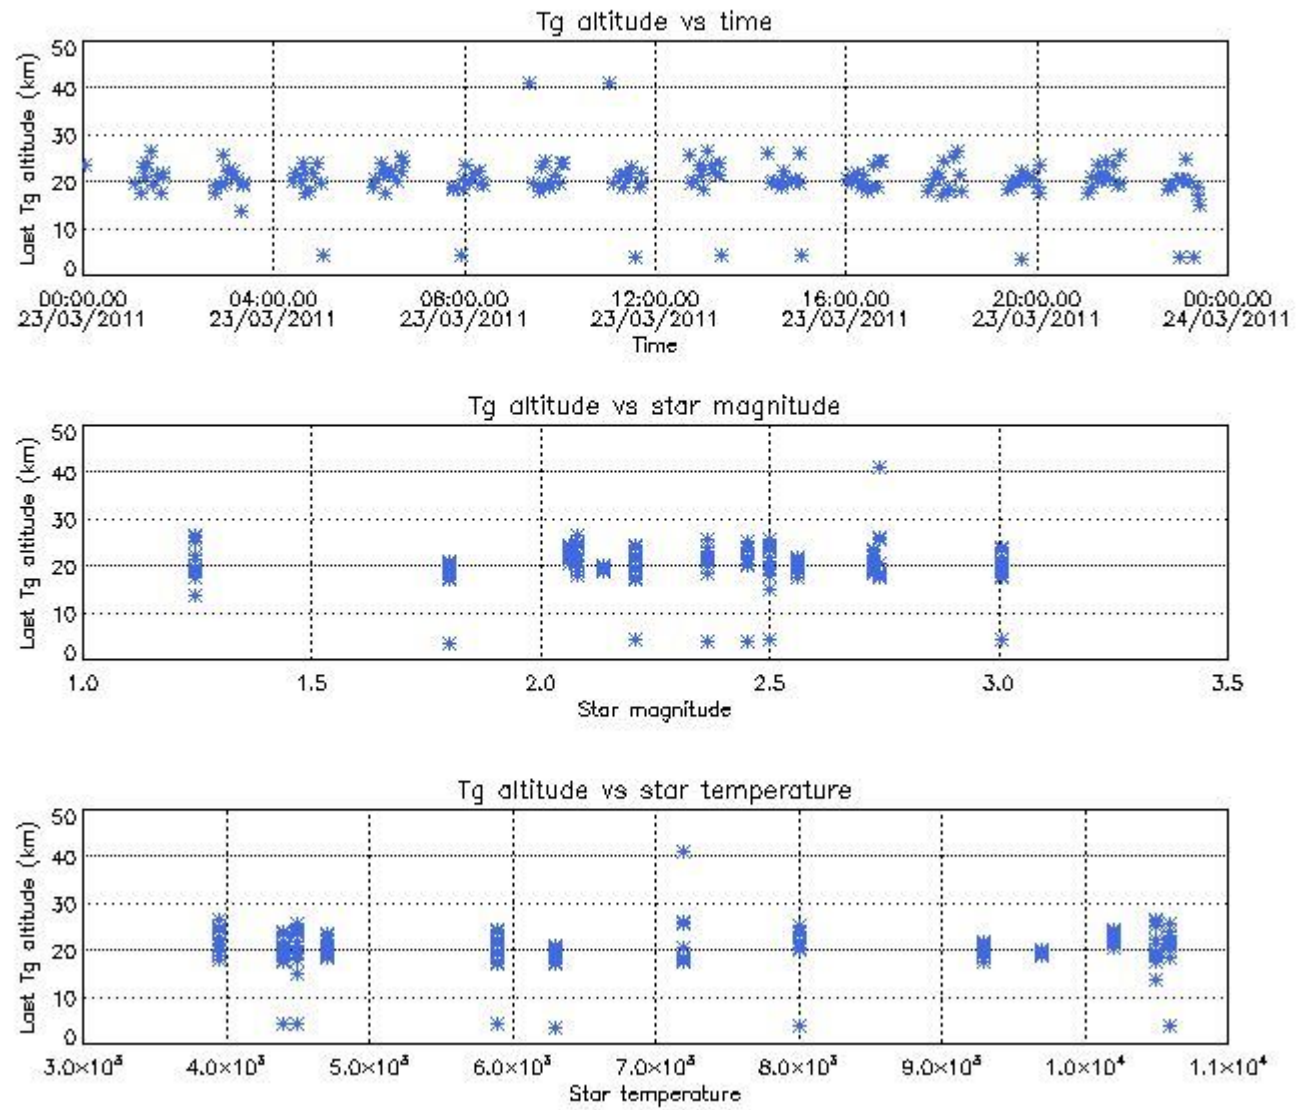 Tg altitude vs time
Last Tg altitude (km)
50
40
30
20
10
0
00:00.00 04:00.00 08:00.00 12:00.00 16:00.00 20:00.00 00:00.00
23/03/2011 23/03/2011 23/03/2011 23/03/2011 23/03/2011 23/03/2011 24/03/2011
Time
Tg altitude vs star magnitude
Last Tg altitude (km)
50
40
30
20
10
0
1.0 1.5 2.0 2.5 3.0 3.5
Star magnitude
Tg altitude vs star temperature
Last Tg altitude (km)
50
40
30
20
10
0
3.0×10³ 4.0×10³ 5.0×10³ 6.0×10³ 7.0×10³ 8.0×10³ 9.0×10³ 1.0×10⁴ 1.1×10⁴
Star temperature